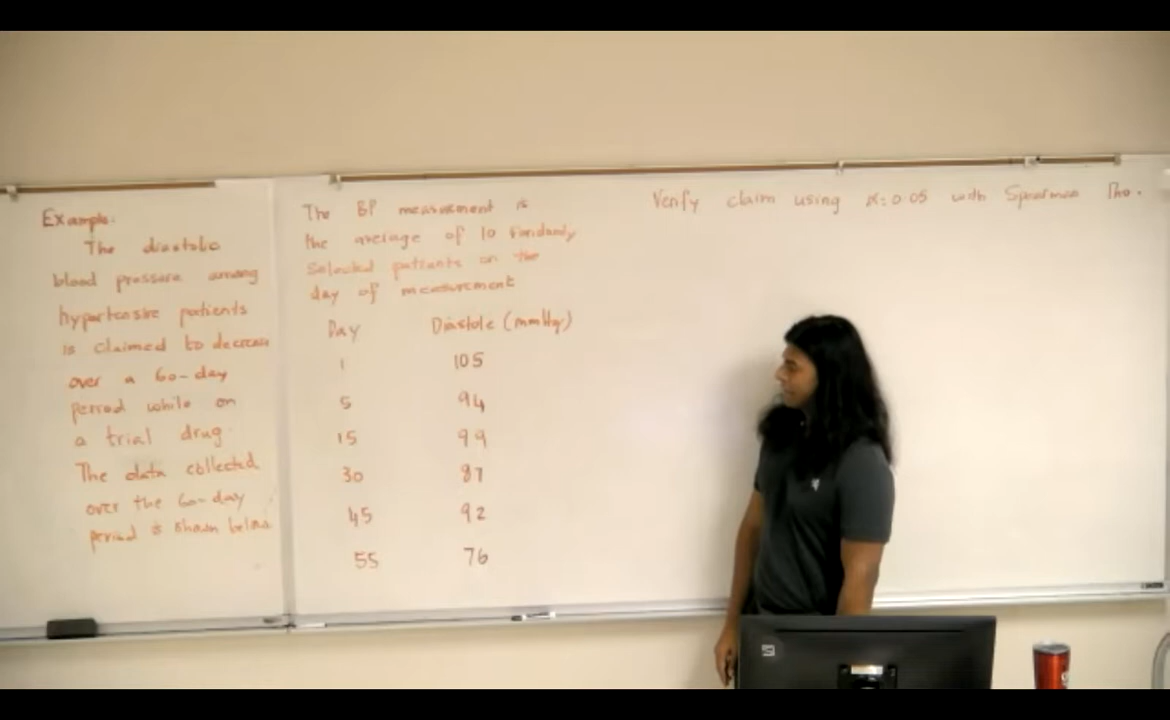 Example:
The diastolic
blood pressure among
hypertensive patients
is claimed to decrease
over a 60-day
period while on
a trial drug.
The data collected
over the 60-day
period is shown below
The BP measurement is
the average of 10 randomly
selected patients on the
day of measurement
Day Diastole (mmHg)
1 105
5 94
15 99
30 87
45 92
55 76
Verify claim using α=0.05 with Spearman Rho.